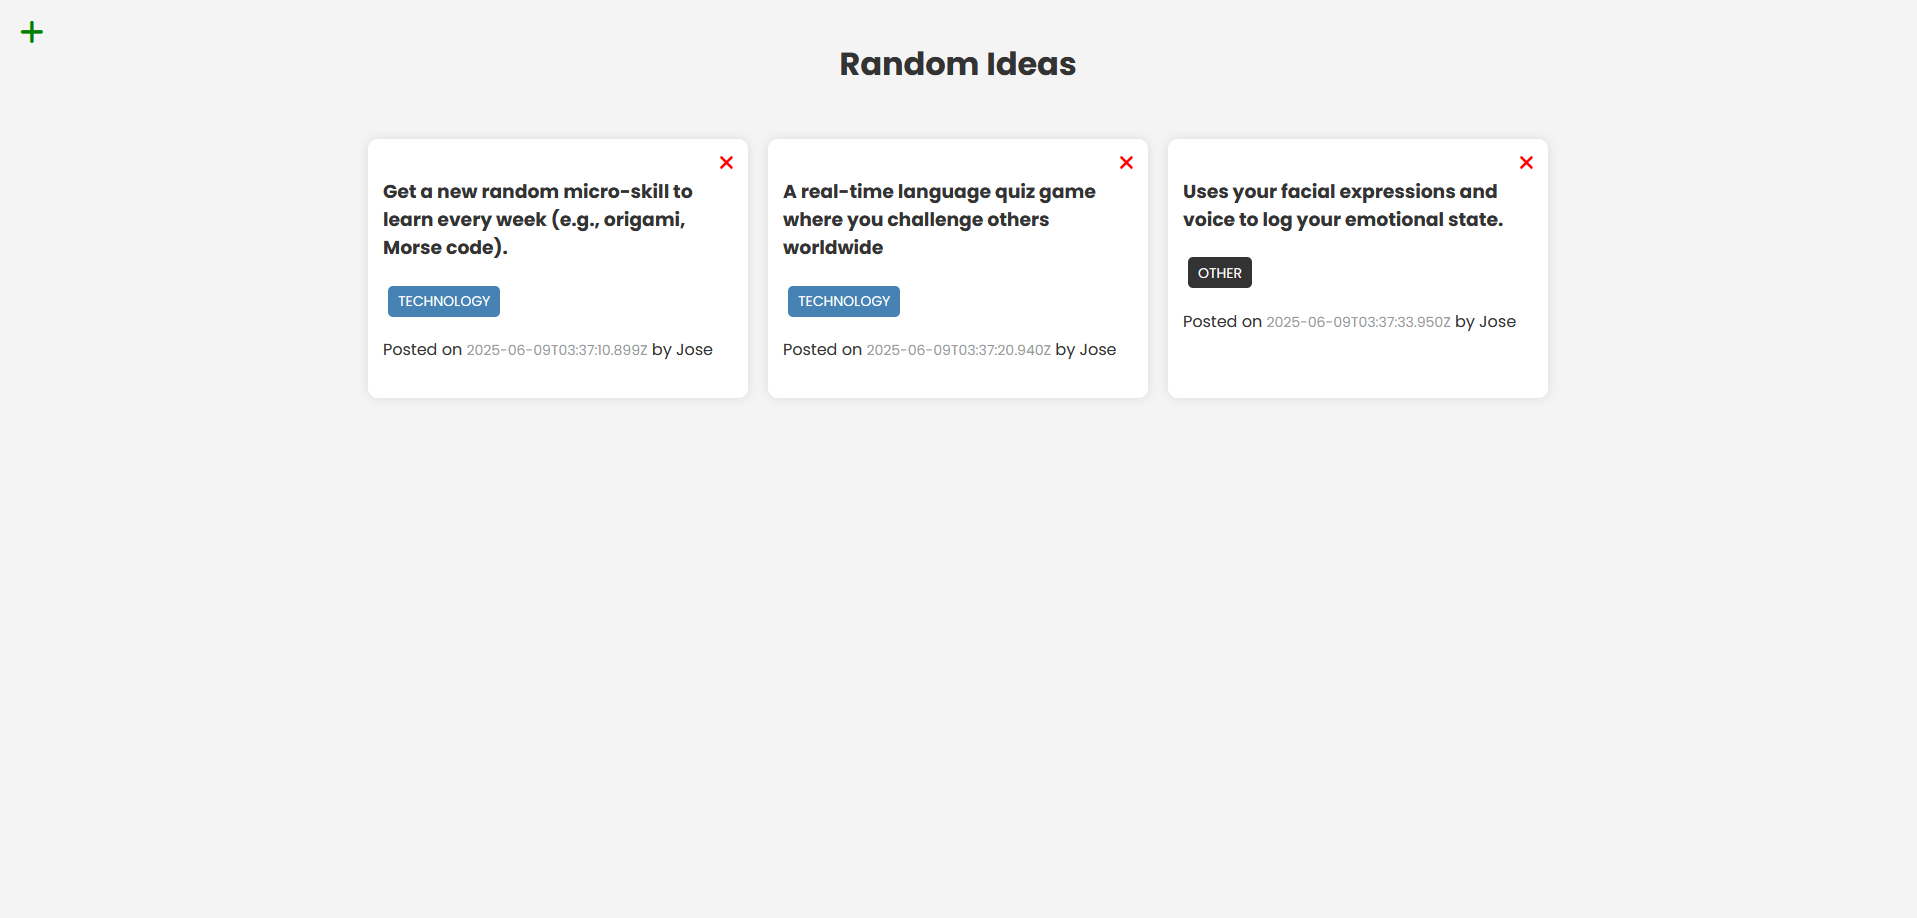 Random Ideas
Get a new random micro-skill to
learn every week (e.g., origami,
Morse code).
TECHNOLOGY
Posted on 2025-06-09T03:37:10.899Z by Jose
A real-time language quiz game
where you challenge others
worldwide
TECHNOLOGY
Posted on 2025-06-09T03:37:20.940Z by Jose
Uses your facial expressions and
voice to log your emotional state.
OTHER
Posted on 2025-06-09T03:37:33.950Z by Jose